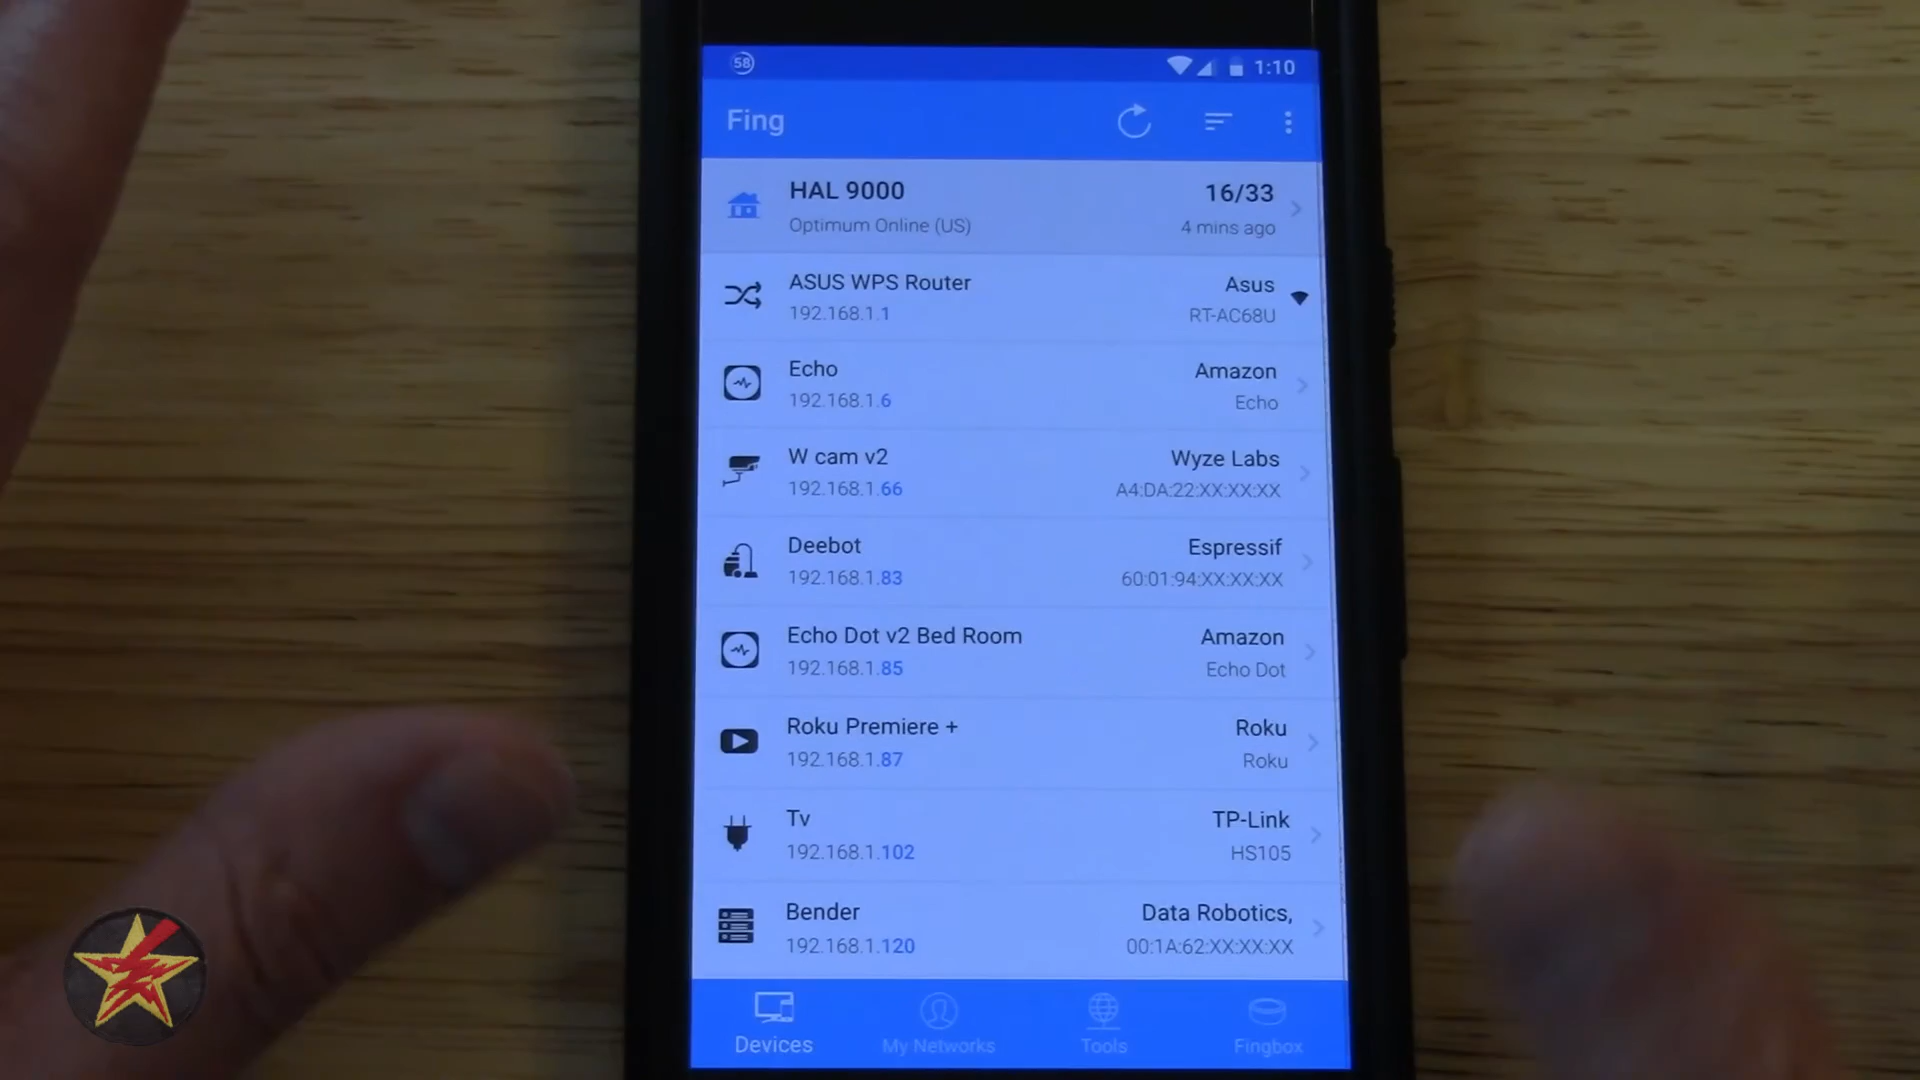 58 1:10
Fing
HAL 9000 16/33
Optimum Online (US) 4 mins ago
ASUS WPS Router Asus
192.168.1.1 RT-AC68U
Echo Amazon
192.168.1.6 Echo
W cam v2 Wyze Labs
192.168.1.66 A4:DA:22:XX:XX:XX
Deebot Espressif
192.168.1.83 60:01:94:XX:XX:XX
Echo Dot v2 Bed Room Amazon
192.168.1.85 Echo Dot
Roku Premiere + Roku
192.168.1.87 Roku
Tv TP-Link
192.168.1.102 HS105
Bender Data Robotics,
192.168.1.120 00:1A:62:XX:XX:XX
Devices My Networks Tools Fingbox